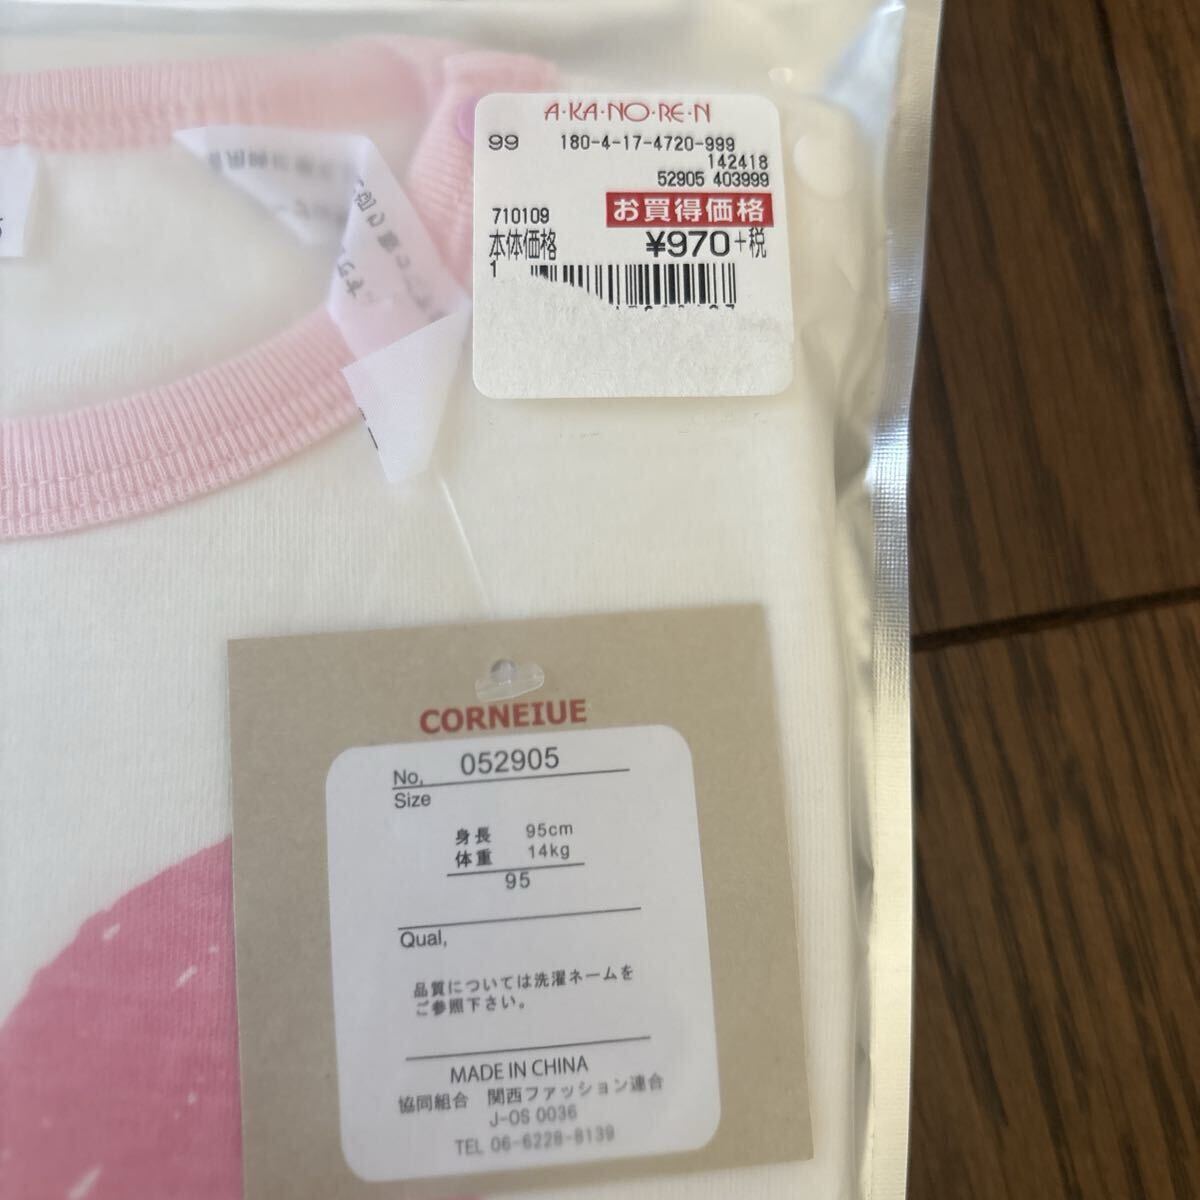 A·KA·NO·RE·N
99 180-4-17-4720-999
142418
52905 403999
710109 お買得価格
本体価格 ¥970+税
1
CORNEIUE
No, 052905
Size
身長 95cm
体重 14kg
95
Qual,
品質については洗濯ネームを
ご参照下さい。
MADE IN CHINA
協同組合 関西ファッション連合
J-OS 0036
TEL 06-6228-8139